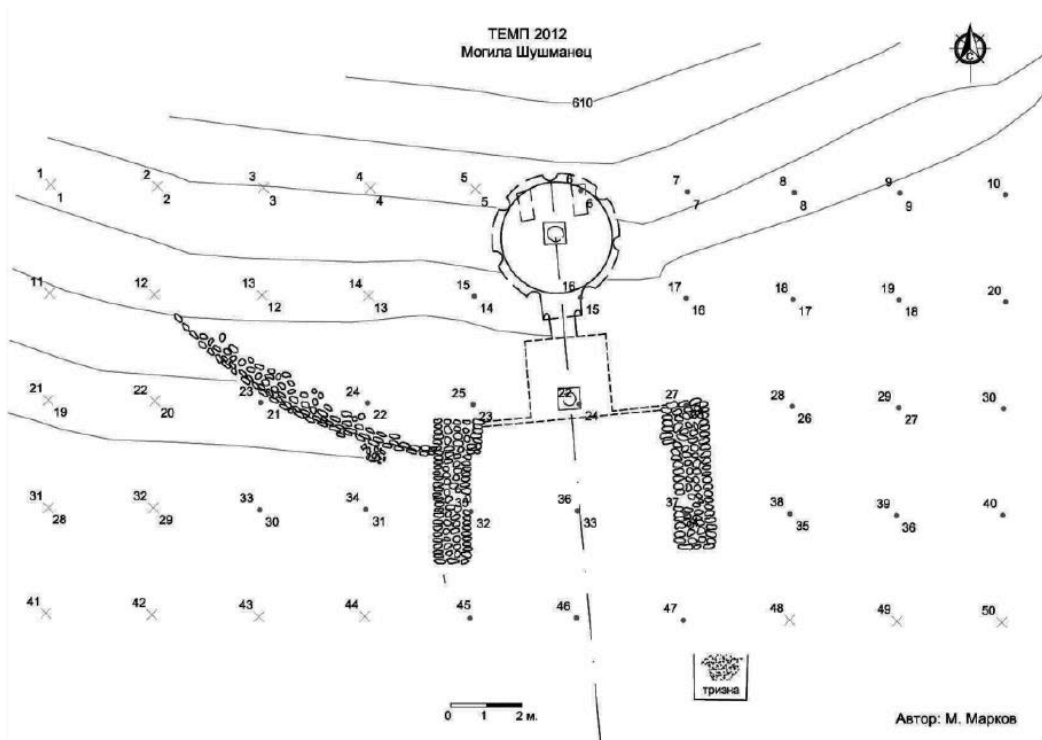 ТЕМП 2012
Могила Шушманец
С
610
1 2 3 4 5 6 7 8 9 10
1 2 3 4 5 6 7 8 9
11 12 13 14 15 16 17 18 19 20
12 13 14 15 16 17 18
21 22 23 24 25 22 27 28 29 30
19 20 21 22 23 24 26 27
31 32 33 34 35 36 37 38 39 40
28 29 30 31 32 33 35 36
41 42 43 44 45 46 47 48 49 50
тризна
0 1 2 м.
Автор: М. Марков